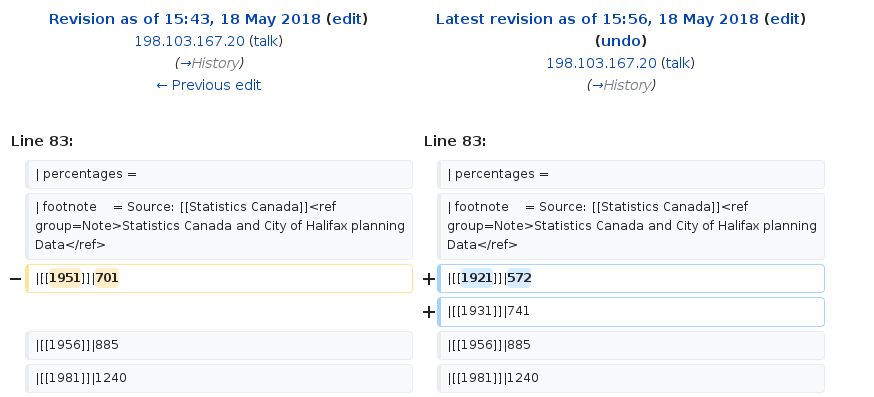 Revision as of 15:43, 18 May 2018 (edit)
198.103.167.20 (talk)
(→History)
← Previous edit
Latest revision as of 15:56, 18 May 2018 (edit)
(undo)
198.103.167.20 (talk)
(→History)
Line 83:
Line 83:
| percentages =
| percentages =
| footnote    = Source: [[Statistics Canada]]<ref
group=Note>Statistics Canada and City of Halifax planning
Data</ref>
| footnote    = Source: [[Statistics Canada]]<ref
group=Note>Statistics Canada and City of Halifax planning
Data</ref>
− |[[1951]]|701
+ |[[1921]]|572
+ |[[1931]]|741
|[[1956]]|885
|[[1956]]|885
|[[1981]]|1240
|[[1981]]|1240